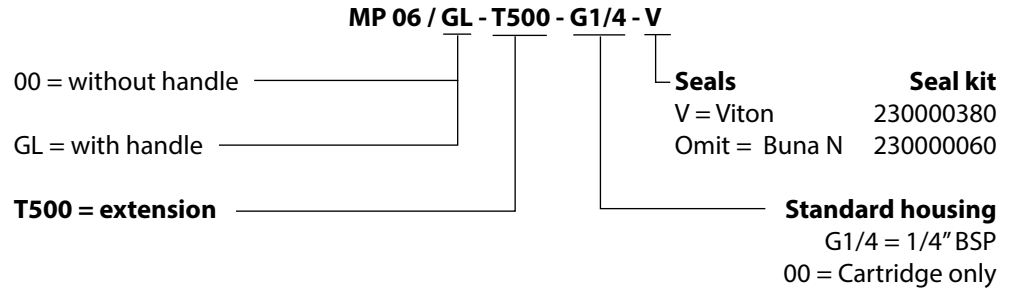 MP 06 / GL - T500 - G1/4 - V
00 = without handle
GL = with handle
T500 = extension
Seals Seal kit
V = Viton 230000380
Omit = Buna N 230000060
Standard housing
G1/4 = 1/4” BSP
00 = Cartridge only